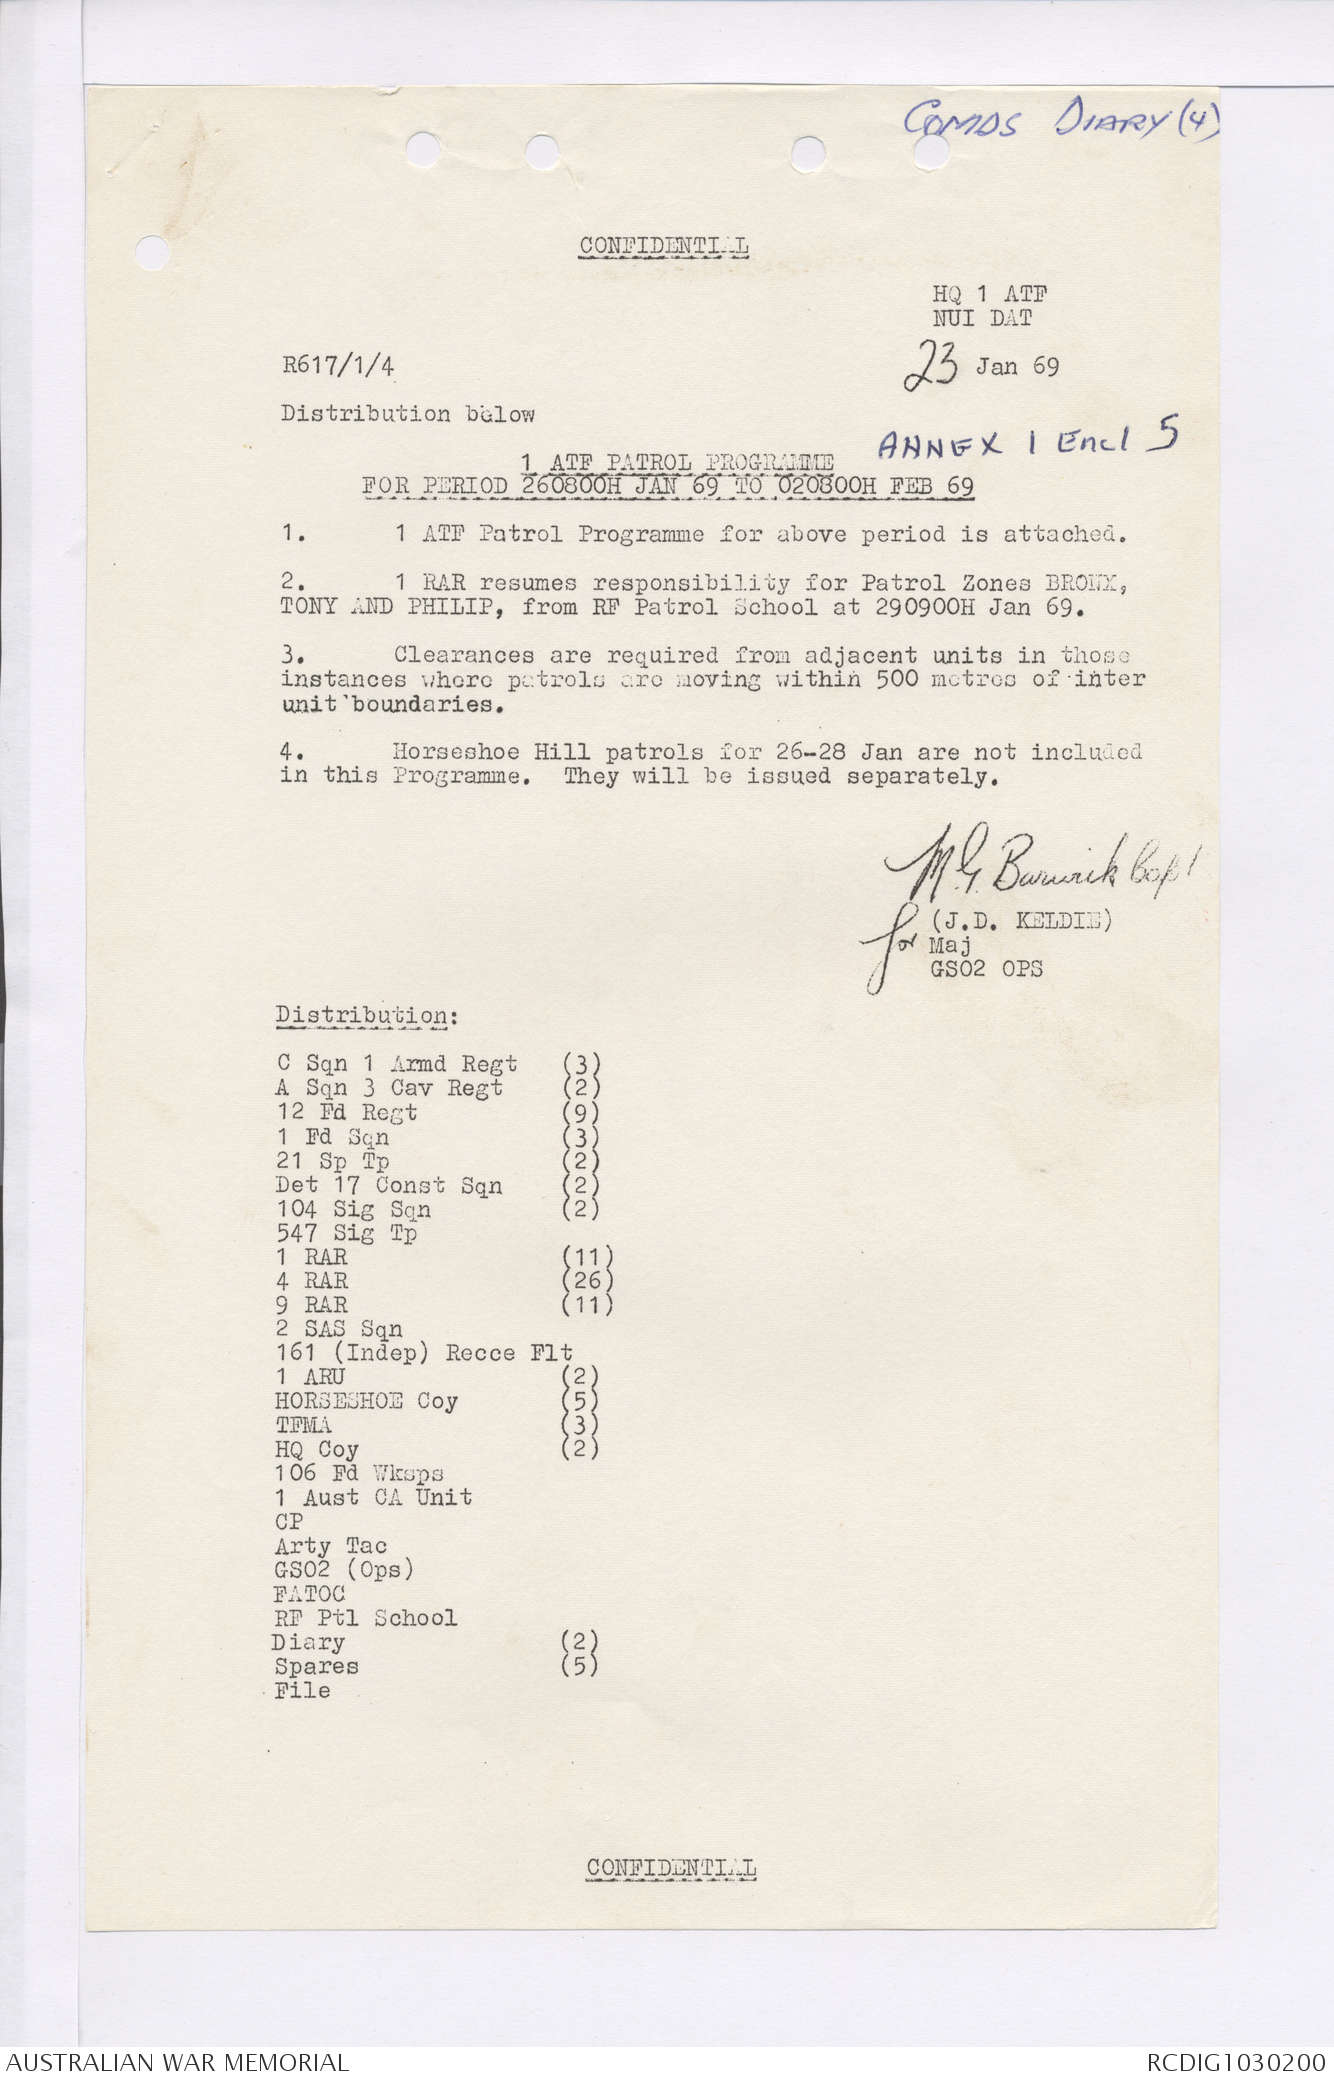 COMDS DIARY (4)
CONFIDENTIAL
HQ 1 ATF
NUI DAT
R617/1/4
23 Jan 69
Distribution below
ANNEX 1 Encl 5
1 ATF PATROL PROGRAMME
FOR PERIOD 260800H JAN 69 TO 020800H FEB 69
1. 1 ATF Patrol Programme for above period is attached.
2. 1 RAR resumes responsibility for Patrol Zones BRONX,
TONY AND PHILIP, from RF Patrol School at 290900H Jan 69.
3. Clearances are required from adjacent units in those
instances where patrols are moving within 500 metres of inter
unit boundaries.
4. Horseshoe Hill patrols for 26-28 Jan are not included
in this Programme. They will be issued separately.
M.G. Barwick Capt
for (J.D. KELDIE)
Maj
GSO2 OPS
Distribution:
C Sqn 1 Armd Regt (3)
A Sqn 3 Cav Regt (2)
12 Fd Regt (9)
1 Fd Sqn (3)
21 Sp Tp (2)
Det 17 Const Sqn (2)
104 Sig Sqn (2)
547 Sig Tp
1 RAR (11)
4 RAR (26)
9 RAR (11)
2 SAS Sqn
161 (Indep) Recce Flt
1 ARU (2)
HORSESHOE Coy (5)
TFMA (3)
HQ Coy (2)
106 Fd Wksps
1 Aust CA Unit
CP
Arty Tac
GSO2 (Ops)
FATOC
RF Ptl School
Diary (2)
Spares (5)
File
CONFIDENTIAL
AUSTRALIAN WAR MEMORIAL
RCDIG1030200